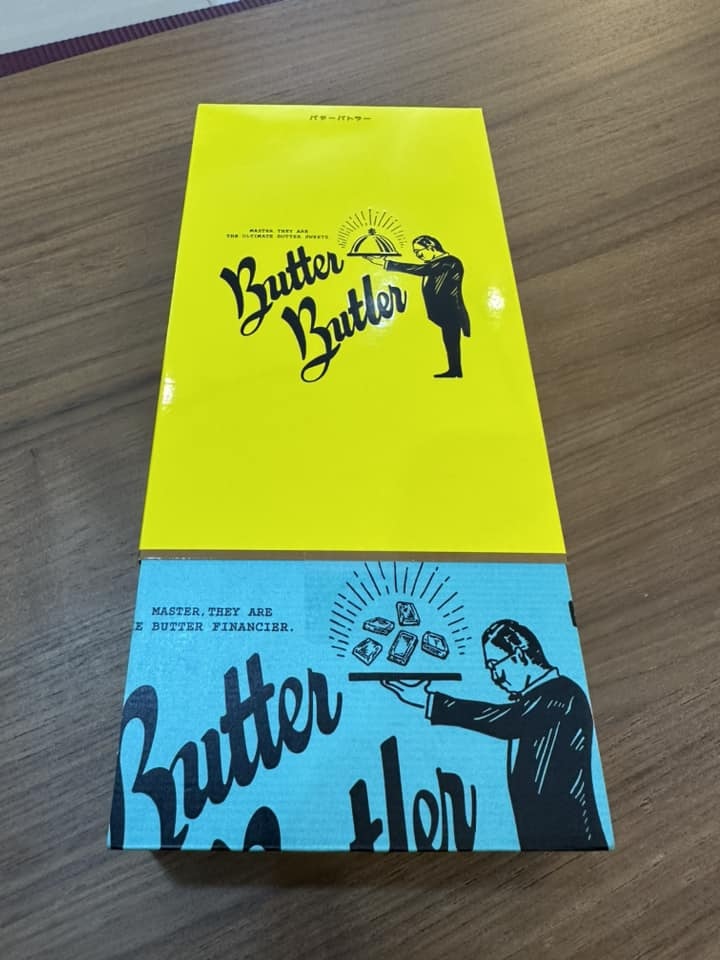 バターバトラー
MASTER, THEY ARE
THE ULTIMATE BUTTER SWEETS.
Butter
Butler
MASTER, THEY ARE
E BUTTER FINANCIER.
Butter
Butler